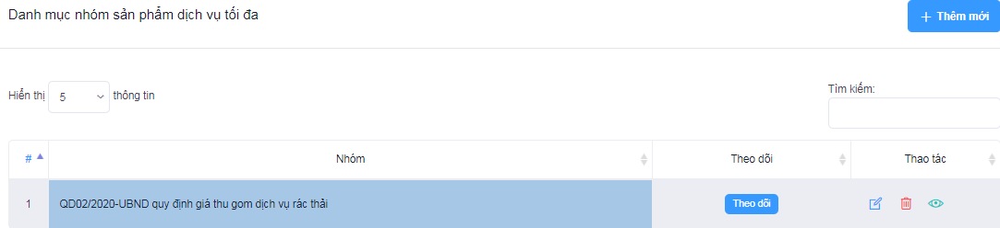 Danh mục nhóm sản phẩm dịch vụ tối đa
+ Thêm mới
Hiển thị 5 thông tin
Tìm kiếm:
# Nhóm Theo dõi Thao tác
1 QD02/2020-UBND quy định giá thu gom dịch vụ rác thải Theo dõi